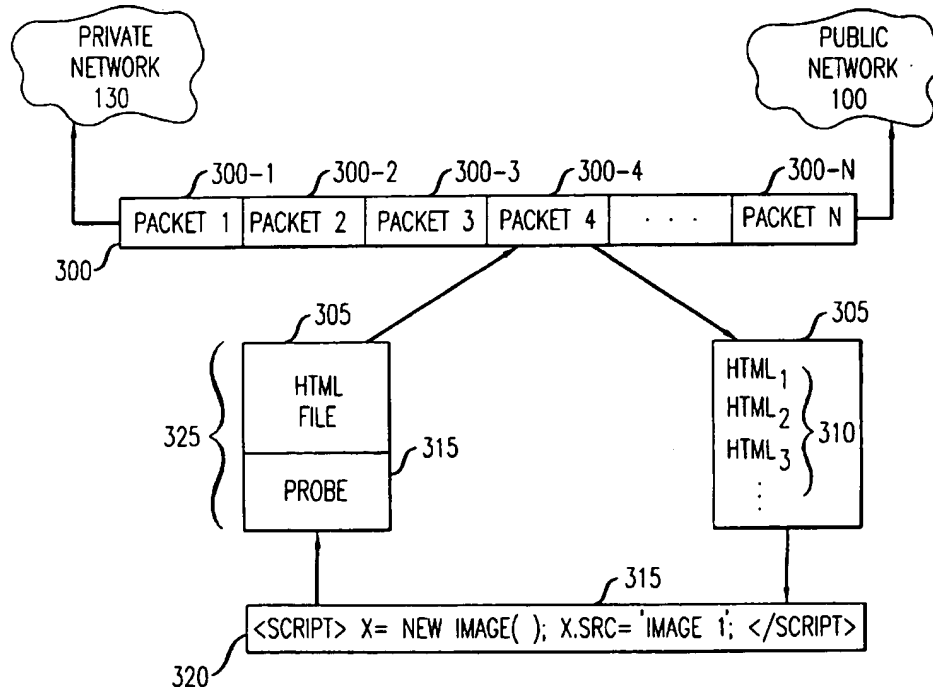 PRIVATE
NETWORK
130
PUBLIC
NETWORK
100
300-1
300-2
300-3
300-4
300-N
PACKET 1
PACKET 2
PACKET 3
PACKET 4
. . .
PACKET N
300
305
HTML
FILE
325
315
PROBE
305
HTML1
HTML2
HTML3
310
315
<SCRIPT> X= NEW IMAGE( ); X.SRC= 'IMAGE 1'; </SCRIPT>
320